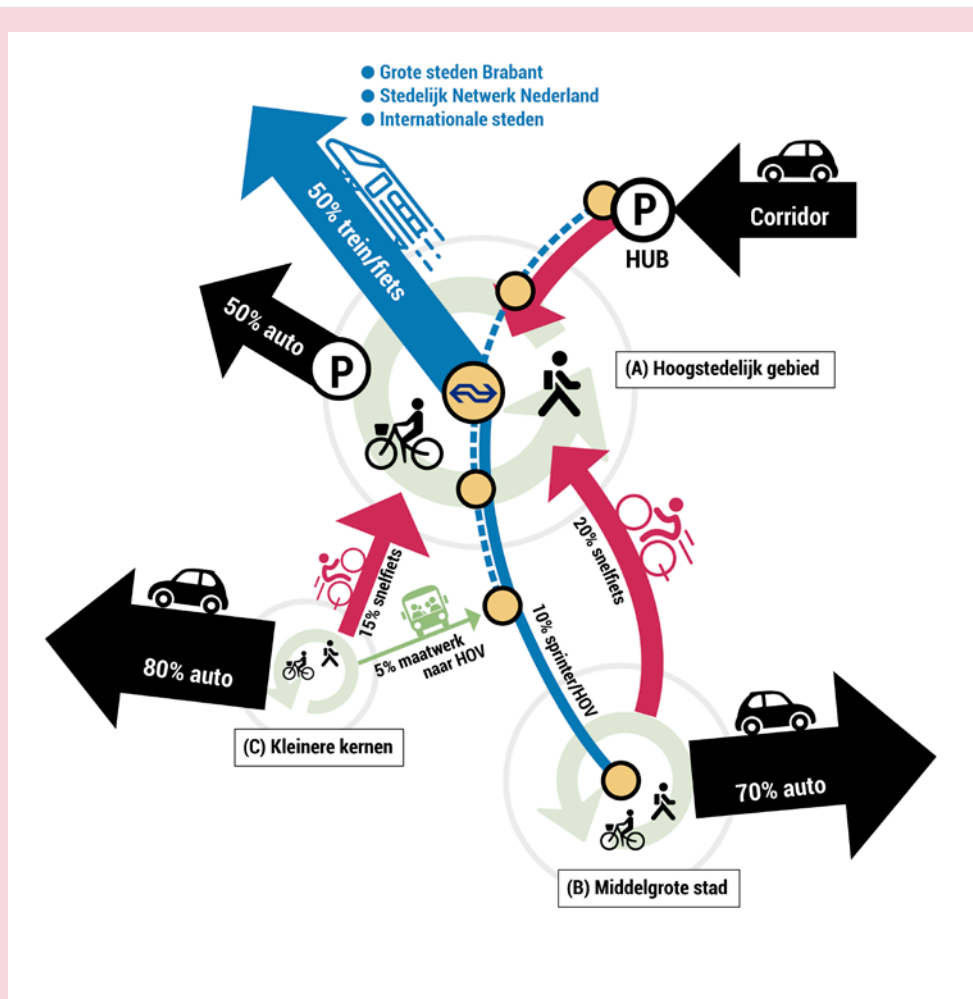 Grote steden Brabant
Stedelijk Netwerk Nederland
Internationale steden
50% trein/fiets
P
HUB
Corridor
50% auto
P
(A) Hoogstedelijk gebied
15% snelfiets
20% snelfiets
5% maatwerk
naar HOV
10% sprinter/HOV
80% auto
(C) Kleinere kernen
70% auto
(B) Middelgrote stad